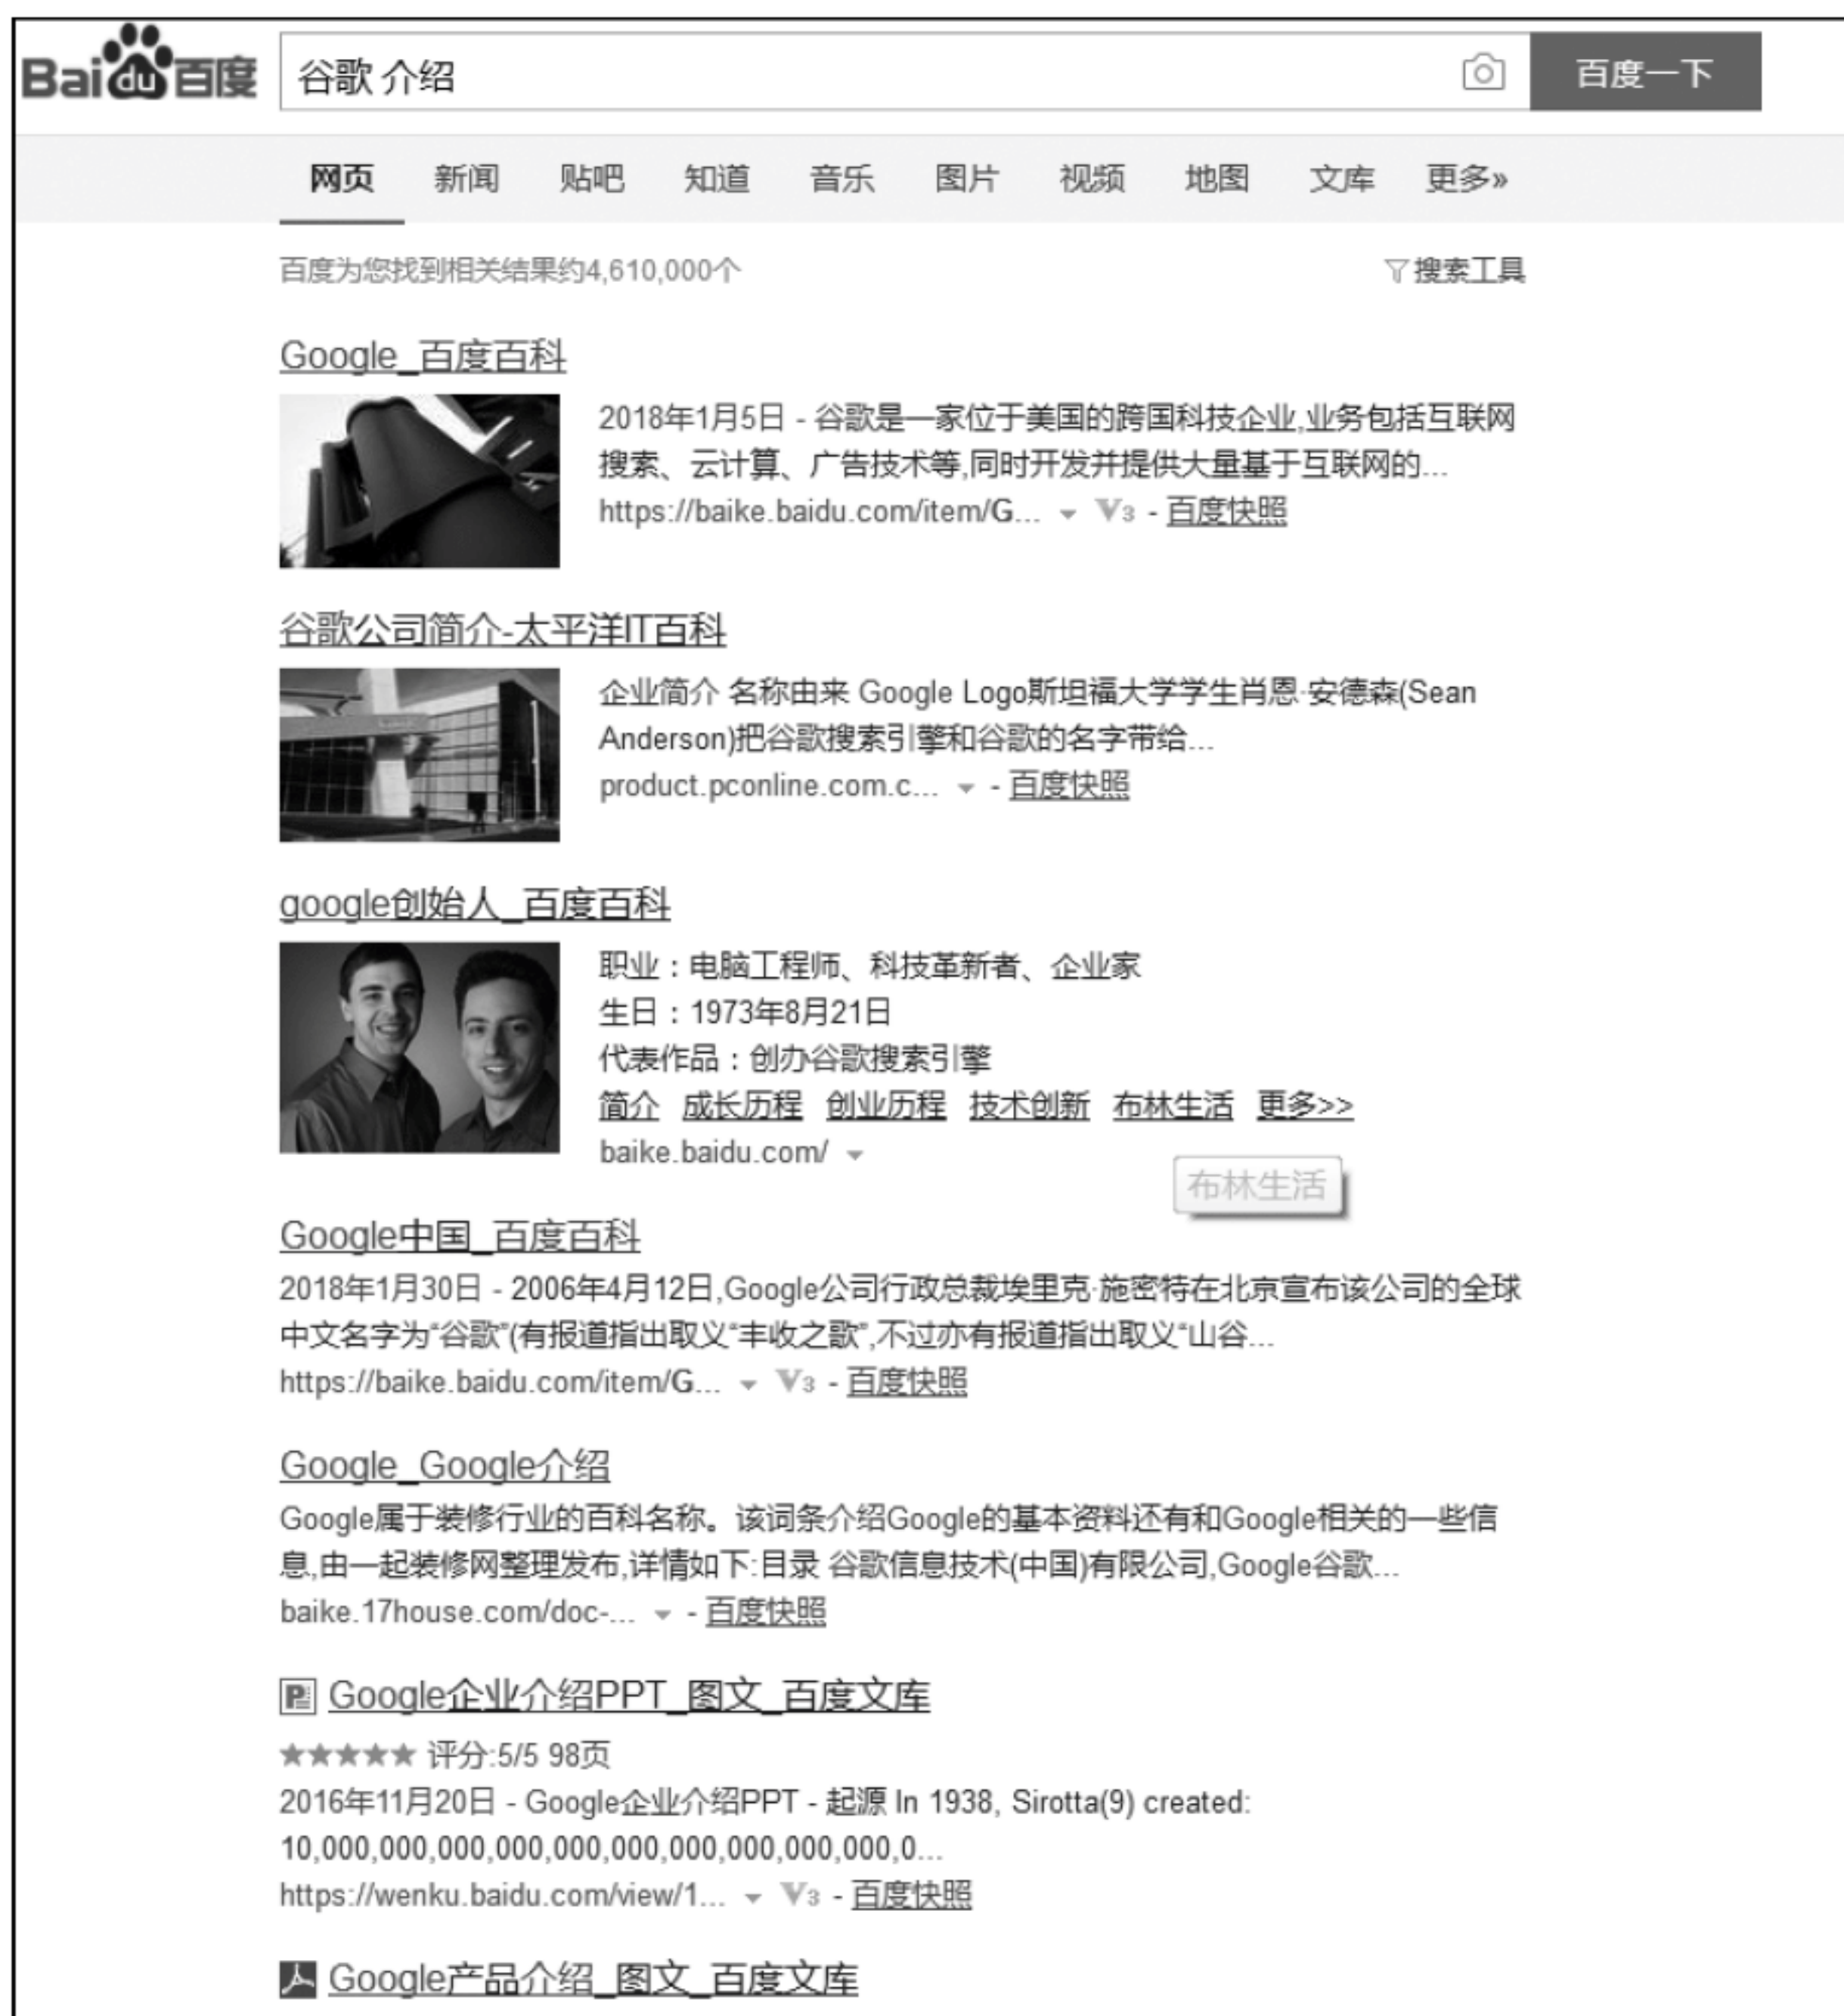 Bai du 百度
谷歌 介绍
百度一下
网页 新闻 贴吧 知道 音乐 图片 视频 地图 文库 更多»
百度为您找到相关结果约4,610,000个
搜索工具
Google_百度百科
2018年1月5日 - 谷歌是一家位于美国的跨国科技企业,业务包括互联网
搜索、云计算、广告技术等,同时开发并提供大量基于互联网的...
https://baike.baidu.com/item/G... V3 - 百度快照
谷歌公司简介-太平洋IT百科
企业简介 名称由来 Google Logo斯坦福大学学生肖恩·安德森(Sean
Anderson)把谷歌搜索引擎和谷歌的名字带给...
product.pconline.com.c... - 百度快照
google创始人_百度百科
职业：电脑工程师、科技革新者、企业家
生日：1973年8月21日
代表作品：创办谷歌搜索引擎
简介 成长历程 创业历程 技术创新 布林生活 更多>>
baike.baidu.com/
布林生活
Google中国_百度百科
2018年1月30日 - 2006年4月12日,Google公司行政总裁埃里克·施密特在北京宣布该公司的全球
中文名字为“谷歌”(有报道指出取义“丰收之歌”,不过亦有报道指出取义“山谷...
https://baike.baidu.com/item/G... V3 - 百度快照
Google_Google介绍
Google属于装修行业的百科名称。该词条介绍Google的基本资料还有和Google相关的一些信
息,由一起装修网整理发布,详情如下:目录 谷歌信息技术(中国)有限公司,Google谷歌...
baike.17house.com/doc-... - 百度快照
Google企业介绍PPT_图文_百度文库
★★★★★ 评分:5/5 98页
2016年11月20日 - Google企业介绍PPT - 起源 In 1938, Sirotta(9) created:
10,000,000,000,000,000,000,000,000,000,000,0...
https://wenku.baidu.com/view/1... V3 - 百度快照
Google产品介绍_图文_百度文库